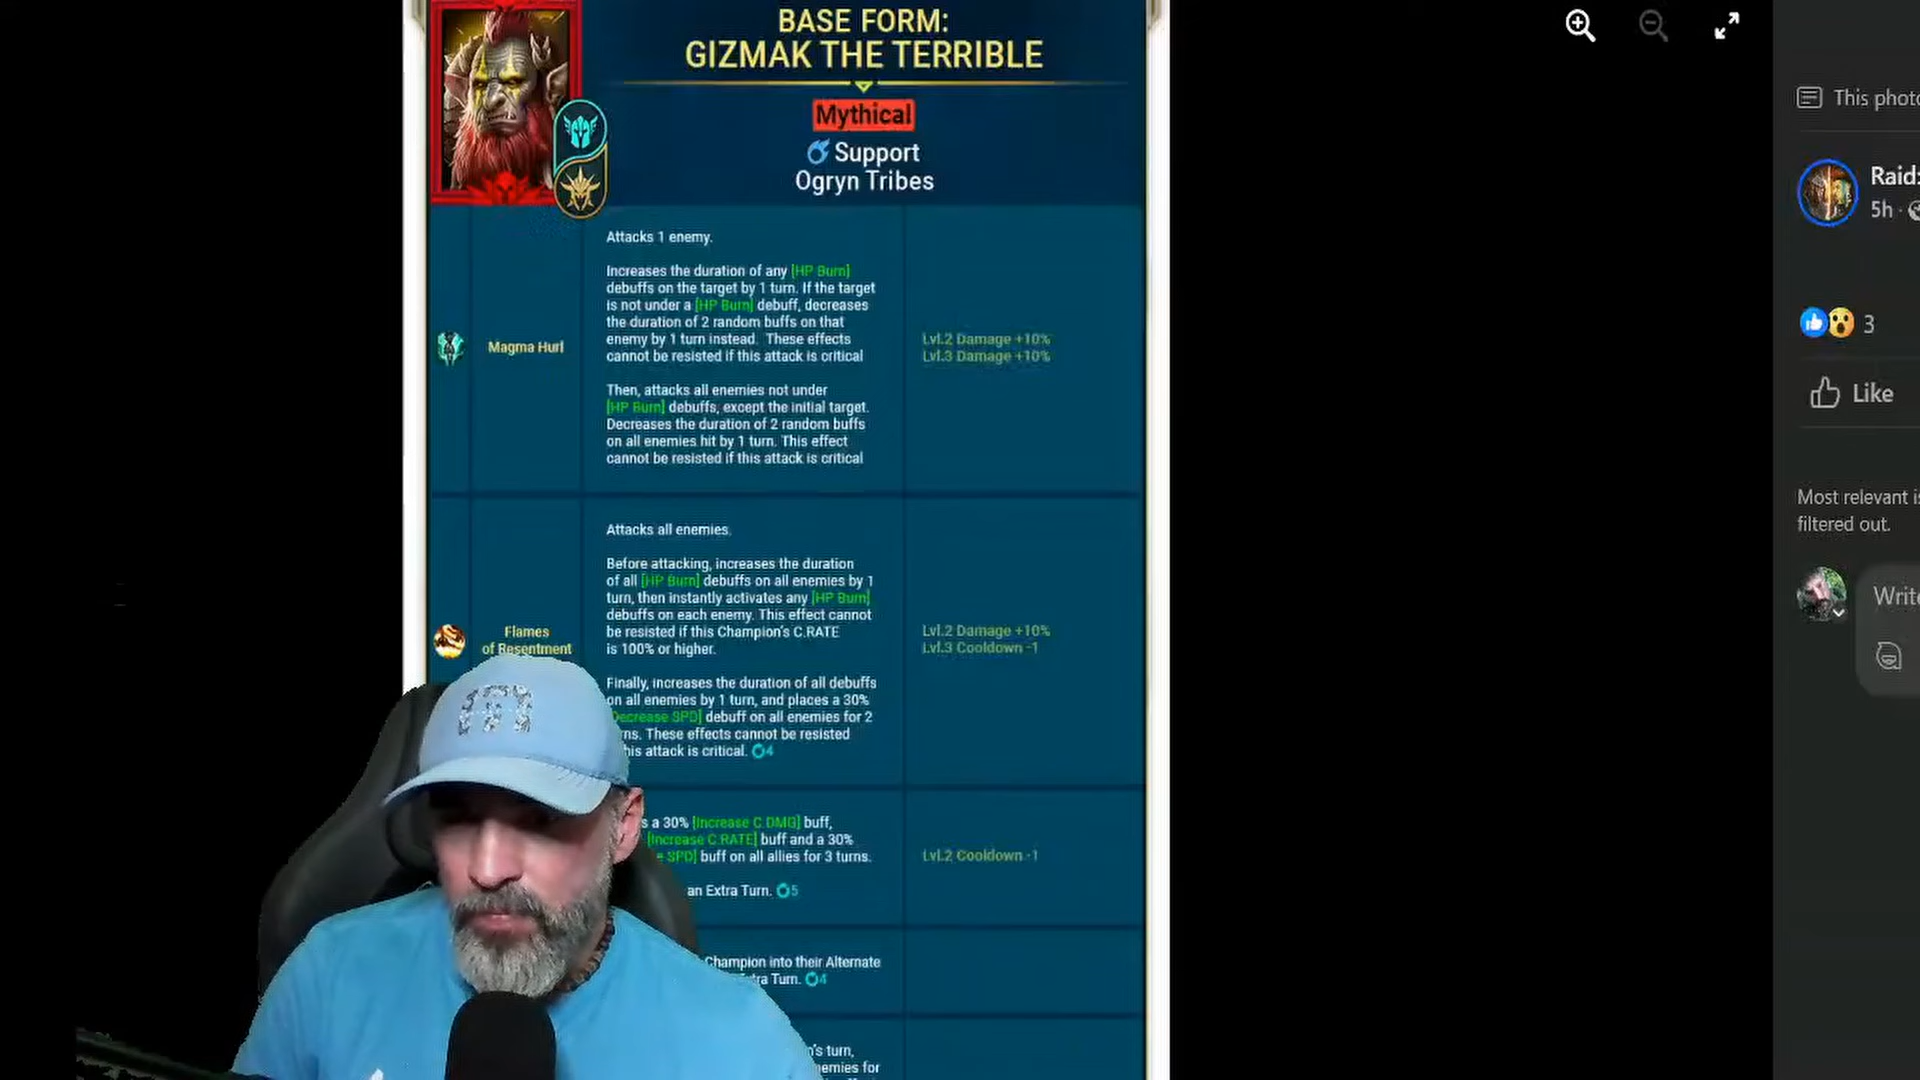 BASE FORM:
GIZMAK THE TERRIBLE
Mythical
Support
Ogryn Tribes
Magma Hurl
Attacks 1 enemy.
Increases the duration of any [HP Burn]
debuffs on the target by 1 turn. If the target
is not under a [HP Burn] debuff, decreases
the duration of 2 random buffs on that
enemy by 1 turn instead. These effects
cannot be resisted if this attack is critical
Then, attacks all enemies not under
[HP Burn] debuffs, except the initial target.
Decreases the duration of 2 random buffs
on all enemies hit by 1 turn. This effect
cannot be resisted if this attack is critical
Lvl.2 Damage +10%
Lvl.3 Damage +10%
Flames
of Resentment
Attacks all enemies.
Before attacking, increases the duration
of all [HP Burn] debuffs on all enemies by 1
turn, then instantly activates any [HP Burn]
debuffs on each enemy. This effect cannot
be resisted if this Champion's C.RATE
is 100% or higher.
Finally, increases the duration of all debuffs
on all enemies by 1 turn, and places a 30%
Decrease SPD] debuff on all enemies for 2
These effects cannot be resisted
this attack is critical. 4
Lvl.2 Damage +10%
Lvl.3 Cooldown -1
a 30% [Increase C.DMG] buff,
[Increase C.RATE] buff and a 30%
SPD] buff on all allies for 3 turns.
an Extra Turn. 5
Lvl.2 Cooldown -1
Champion into their Alternate
Turn. 4
turn,
for
This
Raid:
5h ·
3
Like
Most relevant
filtered out.